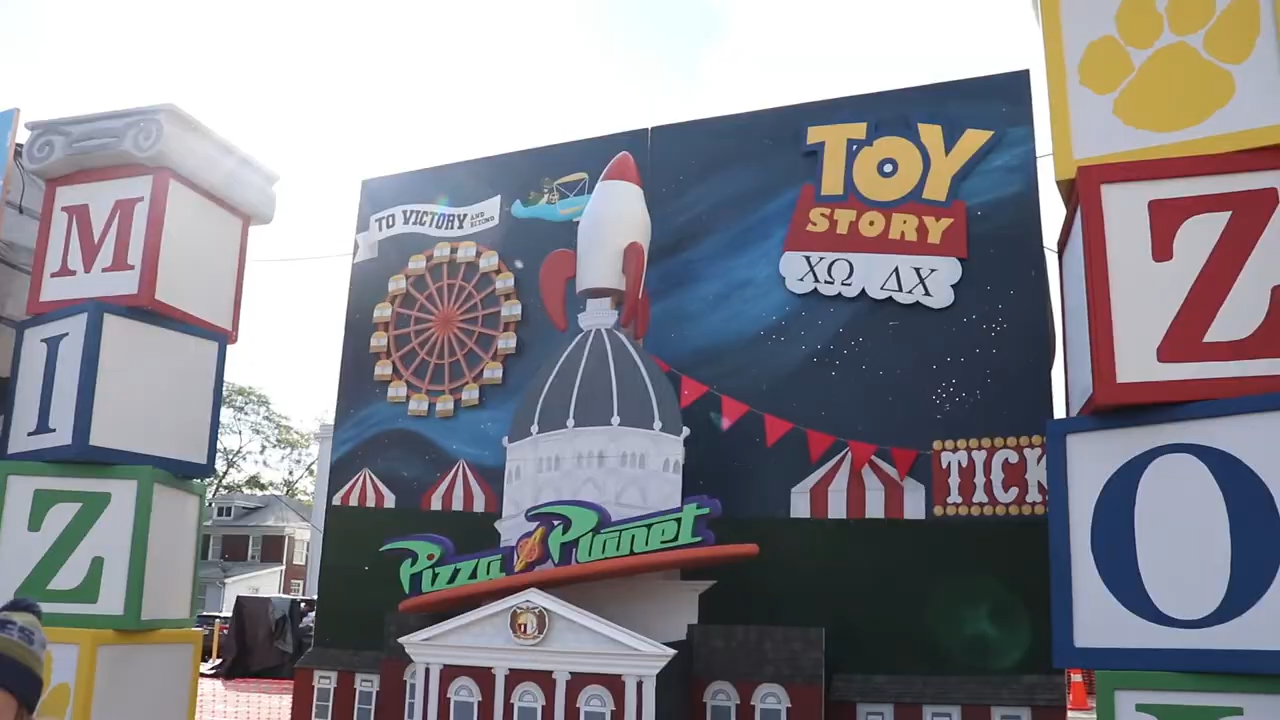 M
I
Z
TO VICTORY AND BEYOND
TOY
STORY
ΧΩ ΔΧ
TICK
Pizza Planet
Z
O